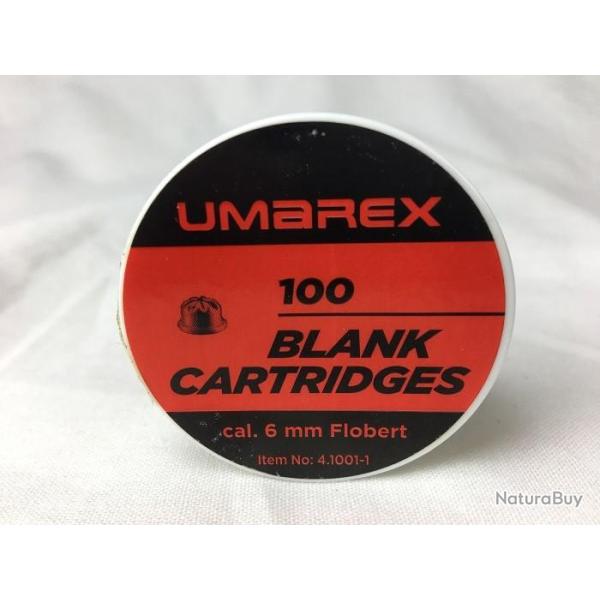 UMAREX
100
BLANK
CARTRIDGES
cal. 6 mm Flobert
Item No: 4.1001-1
NaturaBuy